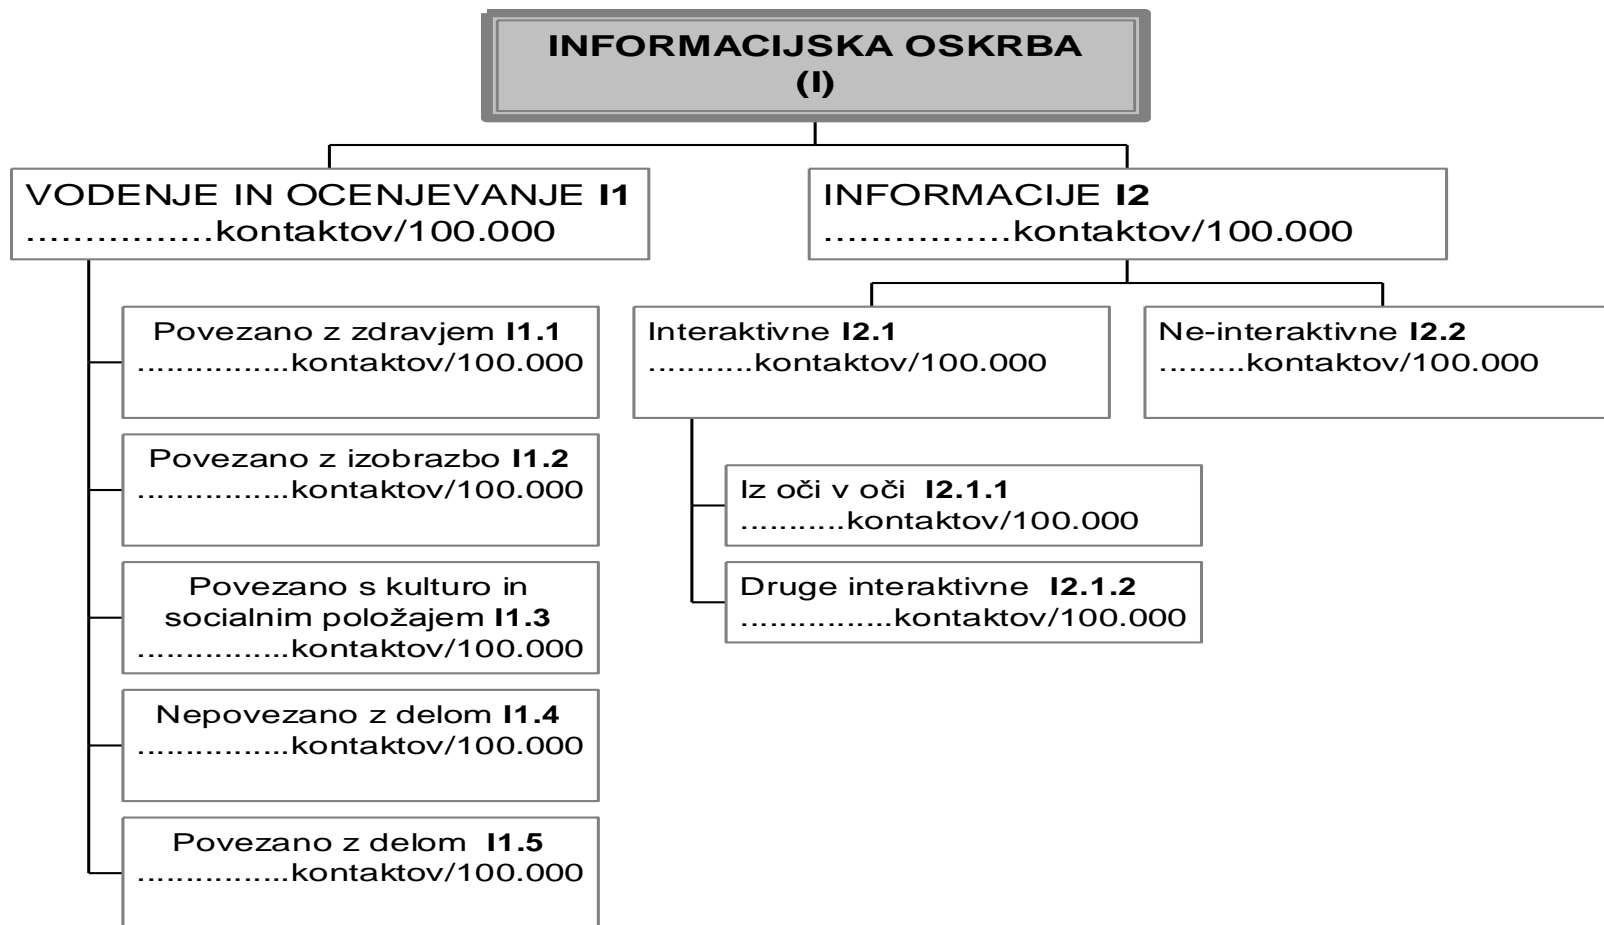 INFORMACIJSKA OSKRBA
(I)
VODENJE IN OCENJEVANJE I1
................kontaktov/100.000
Povezano z zdravjem I1.1
................kontaktov/100.000
Povezano z izobrazbo I1.2
................kontaktov/100.000
Povezano s kulturo in
socialnim položajem I1.3
................kontaktov/100.000
Nepovezano z delom I1.4
................kontaktov/100.000
Povezano z delom I1.5
................kontaktov/100.000
INFORMACIJE I2
................kontaktov/100.000
Interaktivne I2.1
...........kontaktov/100.000
Iz oči v oči I2.1.1
...........kontaktov/100.000
Druge interaktivne I2.1.2
................kontaktov/100.000
Ne-interaktivne I2.2
.........kontaktov/100.000